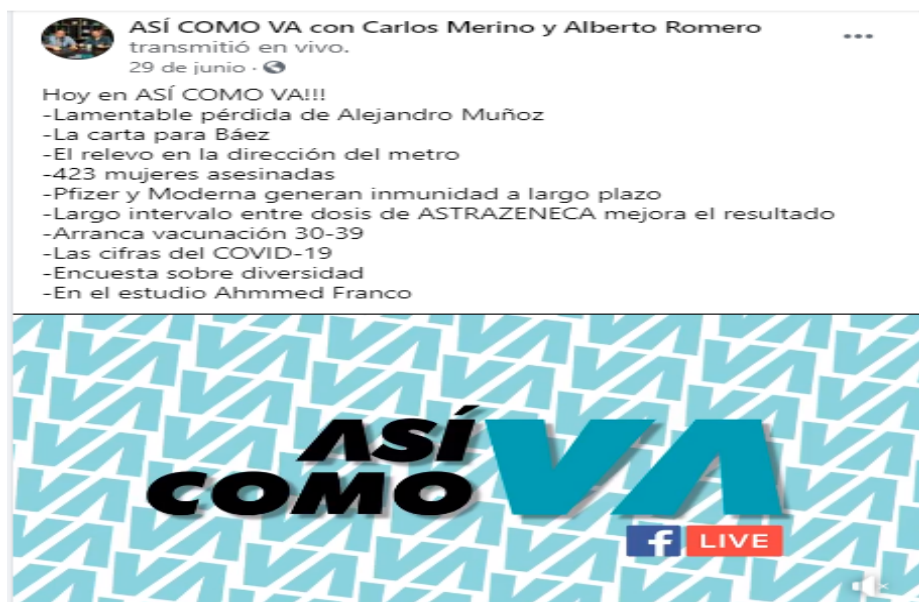 ASÍ COMO VA con Carlos Merino y Alberto Romero
transmitió en vivo.
29 de junio ·
Hoy en ASÍ COMO VA!!!
-Lamentable pérdida de Alejandro Muñoz
-La carta para Báez
-El relevo en la dirección del metro
-423 mujeres asesinadas
-Pfizer y Moderna generan inmunidad a largo plazo
-Largo intervalo entre dosis de ASTRAZENECA mejora el resultado
-Arranca vacunación 30-39
-Las cifras del COVID-19
-Encuesta sobre diversidad
-En el estudio Ahmmed Franco
ASÍ
COMO VA
f LIVE